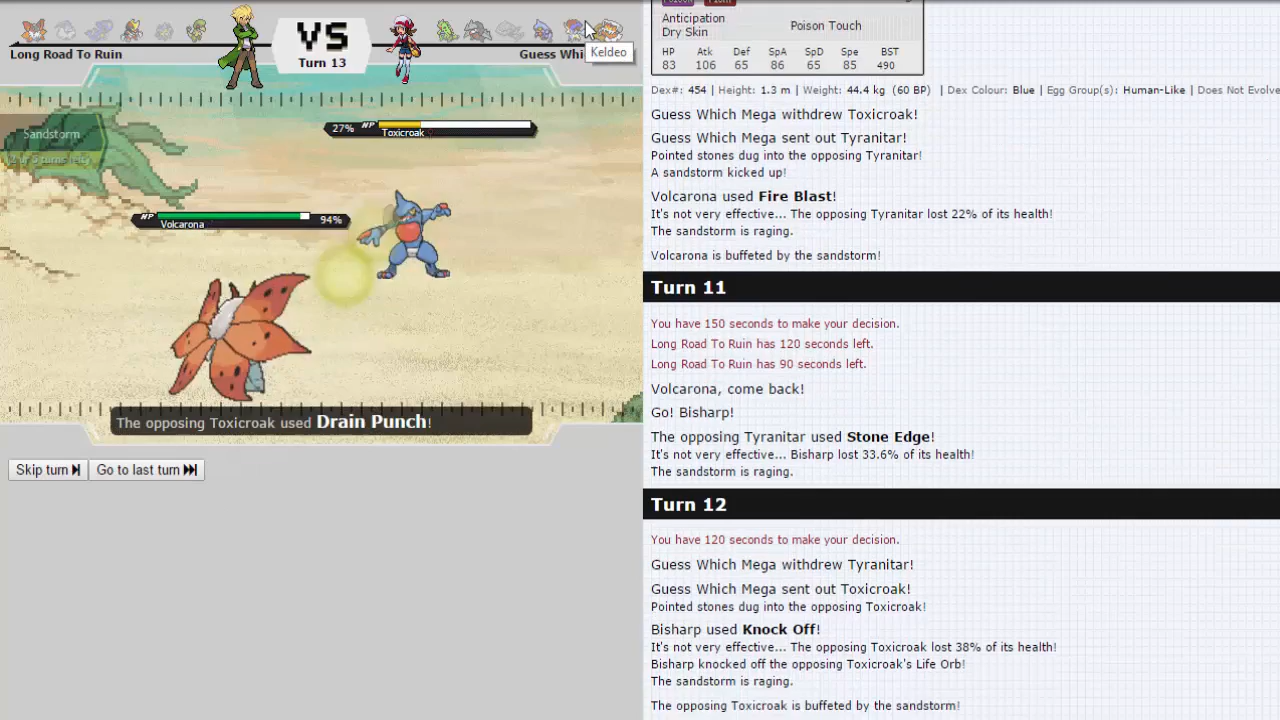 VS
Turn 13
Long Road To Ruin
Guess Whi
Keldeo
Sandstorm
27% HP
Toxicroak
HP 94%
Volcarona
The opposing Toxicroak used Drain Punch!
Skip turn
Go to last turn
Anticipation
Dry Skin
Poison Touch
HP Atk Def SpA SpD Spe BST
83 106 65 86 65 85 490
Dex#: 454 | Height: 1.3 m | Weight: 44.4 kg (60 BP) | Dex Colour: Blue | Egg Group(s): Human-Like | Does Not Evolve
Guess Which Mega withdrew Toxicroak!
Guess Which Mega sent out Tyranitar!
Pointed stones dug into the opposing Tyranitar!
A sandstorm kicked up!
Volcarona used Fire Blast!
It's not very effective... The opposing Tyranitar lost 22% of its health!
The sandstorm is raging.
Volcarona is buffeted by the sandstorm!
Turn 11
You have 150 seconds to make your decision.
Long Road To Ruin has 120 seconds left.
Long Road To Ruin has 90 seconds left.
Volcarona, come back!
Go! Bisharp!
The opposing Tyranitar used Stone Edge!
It's not very effective... Bisharp lost 33.6% of its health!
The sandstorm is raging.
Turn 12
You have 120 seconds to make your decision.
Guess Which Mega withdrew Tyranitar!
Guess Which Mega sent out Toxicroak!
Pointed stones dug into the opposing Toxicroak!
Bisharp used Knock Off!
It's not very effective... The opposing Toxicroak lost 38% of its health!
Bisharp knocked off the opposing Toxicroak's Life Orb!
The sandstorm is raging.
The opposing Toxicroak is buffeted by the sandstorm!